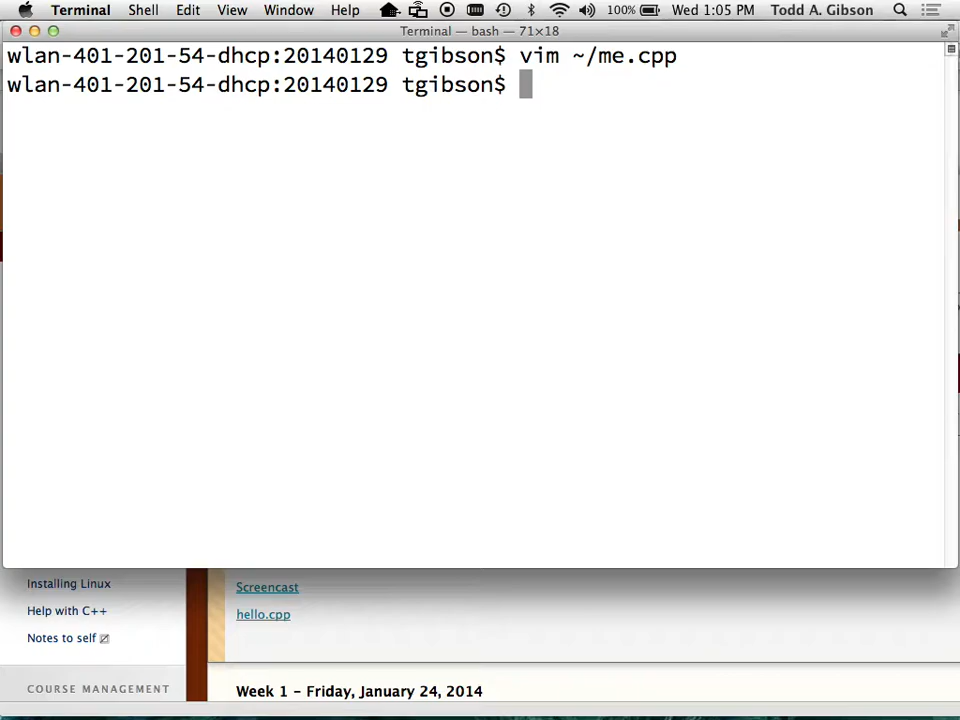 Terminal Shell Edit View Window Help 100% Wed 1:05 PM Todd A. Gibson
Terminal — bash — 71×18
wlan-401-201-54-dhcp:20140129 tgibson$ vim ~/me.cpp
wlan-401-201-54-dhcp:20140129 tgibson$
Installing Linux
Screencast
Help with C++
hello.cpp
Notes to self
COURSE MANAGEMENT
Week 1 – Friday, January 24, 2014